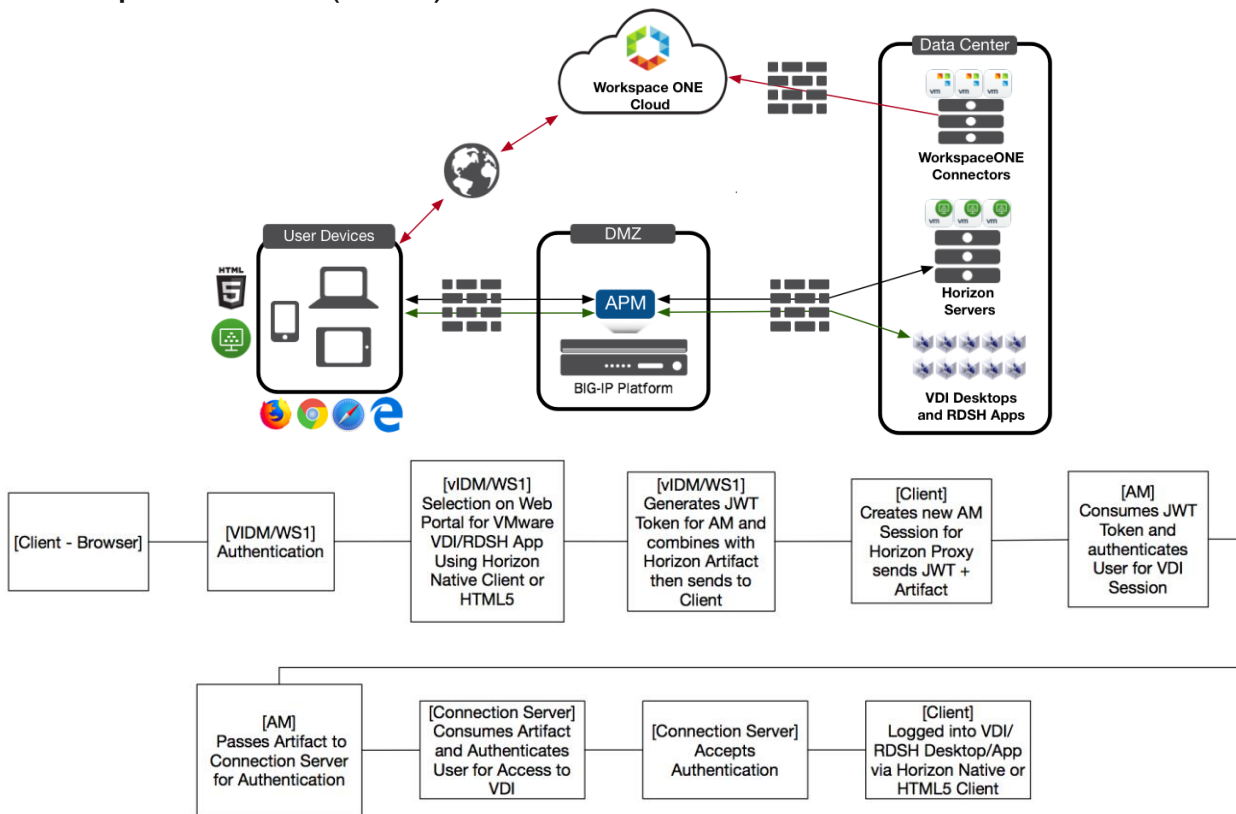 Data Center
Workspace ONE
Cloud
vm vm vm
WorkspaceONE
Connectors
User Devices
DMZ
vm vm vm
HTML
5
APM
Horizon
Servers
BIG-IP Platform
VDI Desktops
and RDSH Apps
[Client - Browser]
[VIDM/WS1]
Authentication
[vIDM/WS1]
Selection on Web
Portal for VMware
VDI/RDSH App
Using Horizon
Native Client or
HTML5
[vIDM/WS1]
Generates JWT
Token for AM and
combines with
Horizon Artifact
then sends to
Client
[Client]
Creates new AM
Session for
Horizon Proxy
sends JWT +
Artifact
[AM]
Consumes JWT
Token and
authenticates
User for VDI
Session
[AM]
Passes Artifact to
Connection Server
for Authentication
[Connection Server]
Consumes Artifact
and Authenticates
User for Access to
VDI
[Connection Server]
Accepts
Authentication
[Client]
Logged into VDI/
RDSH Desktop/App
via Horizon Native or
HTML5 Client